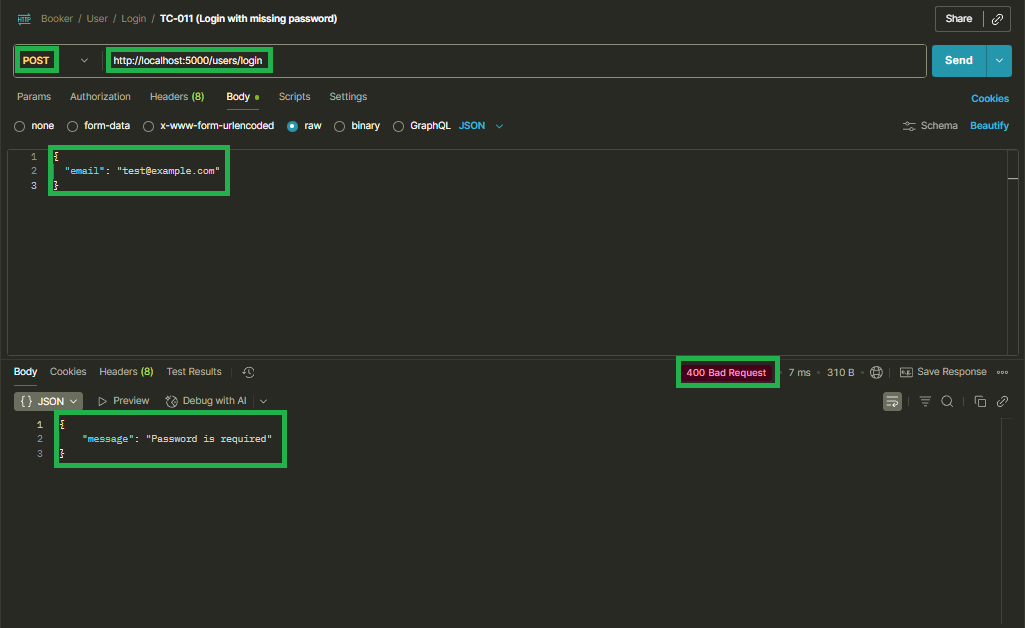 HTTP Booker / User / Login / TC-011 (Login with missing password) Share
POST http://localhost:5000/users/login Send
Params Authorization Headers (8) Body Scripts Settings Cookies
none form-data x-www-form-urlencoded raw binary GraphQL JSON Schema Beautify
1 {
2 "email": "test@example.com"
3 }
Body Cookies Headers (8) Test Results 400 Bad Request • 7 ms • 310 B • Save Response
{} JSON Preview Debug with AI
1 {
2 "message": "Password is required"
3 }